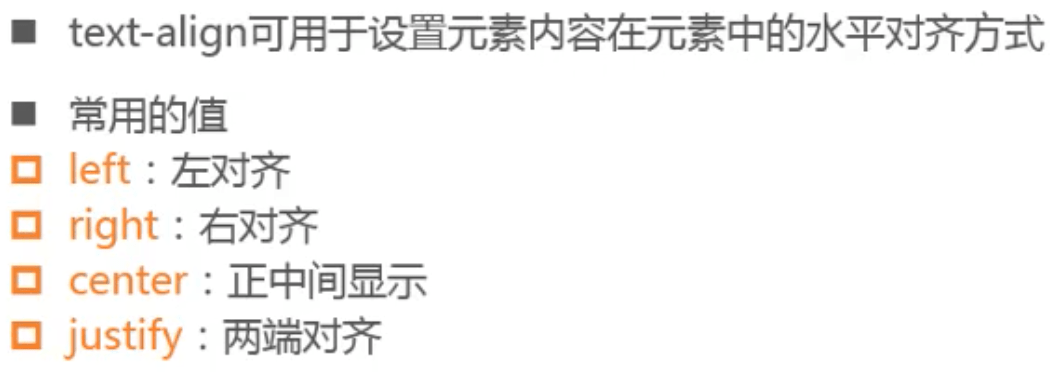 text-align可用于设置元素内容在元素中的水平对齐方式
常用的值
left：左对齐
right：右对齐
center：正中间显示
justify：两端对齐